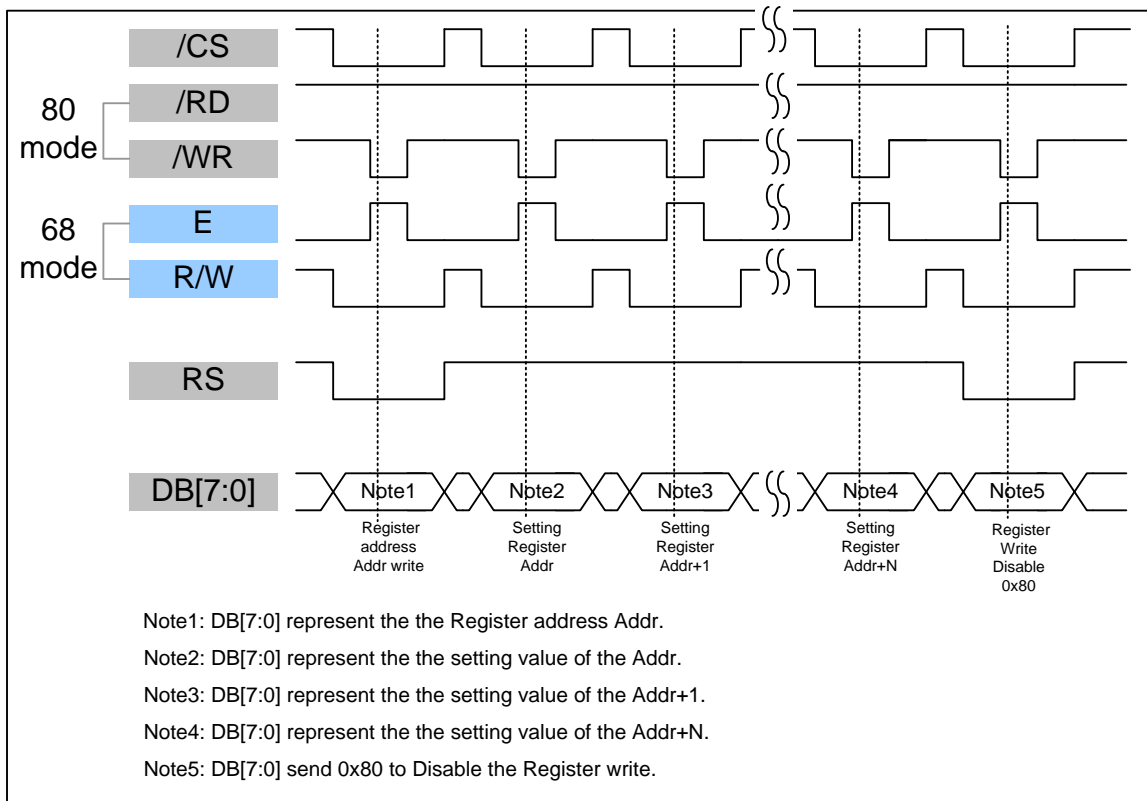 /CS
80
mode
/RD
/WR
68
mode
E
R/W
RS
DB[7:0]
Note1
Note2
Note3
Note4
Note5
Register
address
Addr write
Setting
Register
Addr
Setting
Register
Addr+1
Setting
Register
Addr+N
Register
Write
Disable
0x80
Note1: DB[7:0] represent the the Register address Addr.
Note2: DB[7:0] represent the the setting value of the Addr.
Note3: DB[7:0] represent the the setting value of the Addr+1.
Note4: DB[7:0] represent the the setting value of the Addr+N.
Note5: DB[7:0] send 0x80 to Disable the Register write.